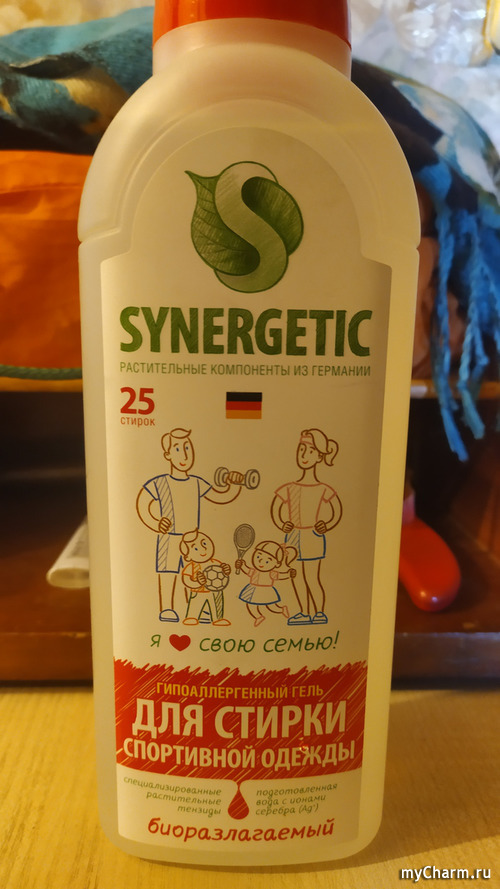 SYNERGETIC
РАСТИТЕЛЬНЫЕ КОМПОНЕНТЫ ИЗ ГЕРМАНИИ
25
стирок
Я ❤ СВОЮ СЕМЬЮ!
ГИПОАЛЛЕРГЕННЫЙ ГЕЛЬ
ДЛЯ СТИРКИ
СПОРТИВНОЙ ОДЕЖДЫ
специализированные
растительные
тензиды
подготовленная
вода с ионами
серебра (Ag⁺)
биоразлагаемый
myCharm.ru